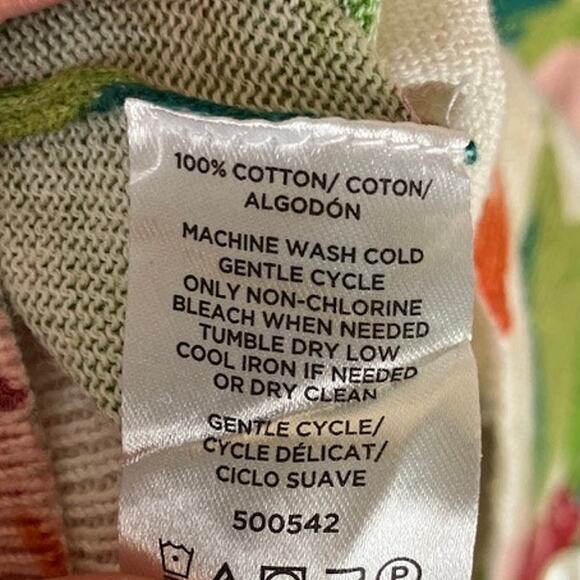 100% COTTON/ COTON/
ALGODÓN
MACHINE WASH COLD
GENTLE CYCLE
ONLY NON-CHLORINE
BLEACH WHEN NEEDED
TUMBLE DRY LOW
COOL IRON IF NEEDED
OR DRY CLEAN
GENTLE CYCLE/
CYCLE DÉLICAT/
CICLO SUAVE
500542
P